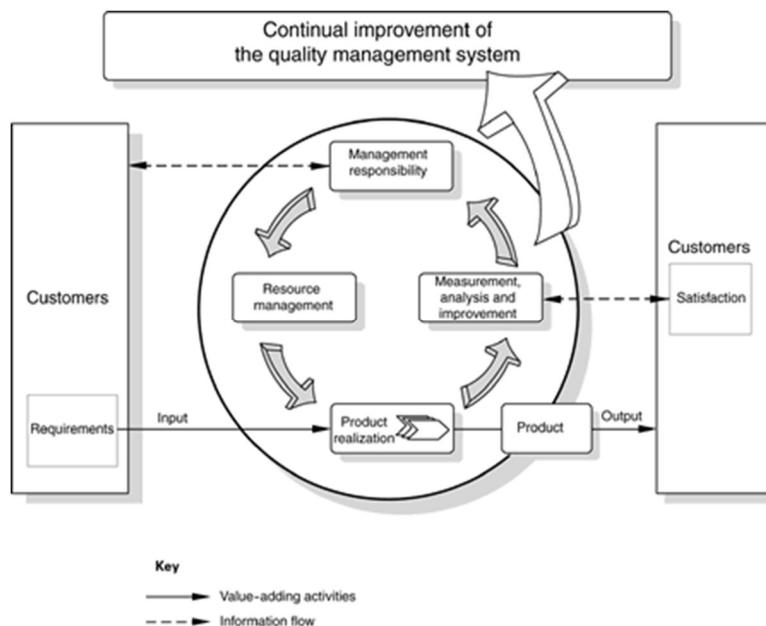 Continual improvement of
the quality management system
Management
responsibility
Customers
Resource
management
Measurement,
analysis and
improvement
Customers
Satisfaction
Requirements
Input
Product
realization
Product
Output
Key
Value-adding activities
Information flow